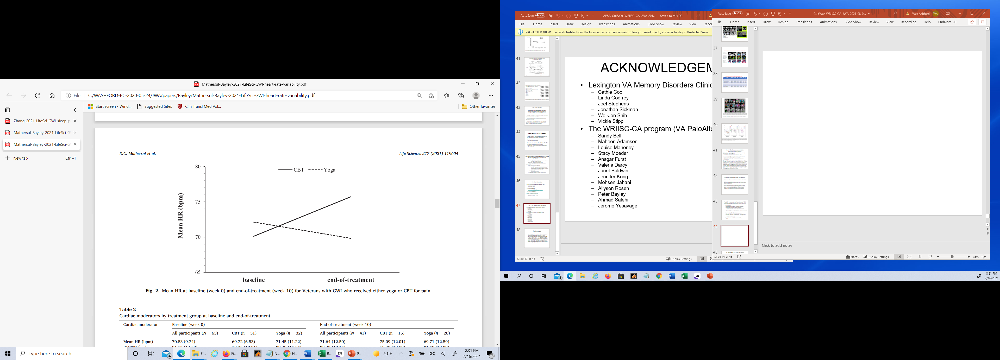 Mathersul-Bayley-2021-LifeSci-GWI-heart-rate-variability.pdf
File
C:/WASHFORD-PC-2020-05-24/JWA/papers/Bayley/Mathersul-Bayley-2021-LifeSci-GWI-heart-rate-variability.pdf
Start screen - Wind...
Suggested Sites
Clin Transl Med Vol...
Other favorites
Zhang-2021-LifeSci-GWI-sleep-p
Mathersul-Bayley-2021-LifeSci-G
Mathersul-Bayley-2021-LifeSci-G
New tab Ctrl+T
D.C. Mathersul et al.
Life Sciences 277 (2021) 119604
CBT Yoga
80
75
70
65
Mean HR (bpm)
baseline end-of-treatment
Fig. 2. Mean HR at baseline (week 0) and end-of-treatment (week 10) for Veterans with GWI who received either yoga or CBT for pain.
Table 2
Cardiac moderators by treatment group at baseline and end-of-treatment.
Cardiac moderator Baseline (week 0) End-of-treatment (week 10)
All participants (N = 63) CBT (n = 31) Yoga (n = 32) All participants (N = 41) CBT (n = 15) Yoga (n = 26)
Mean HR (bpm) 70.83 (9.74) 69.72 (6.53) 71.45 (11.22) 71.64 (12.50) 75.09 (12.01) 69.71 (12.59)
Type here to search
4
Fi...
Fi...
N...
H...
B...
EN
P...
70°F
8:31 PM
7/16/2021
15
AutoSave Off
APSA-GulfWar-WRIISC-CA-JWA-201... - Saved to this PC
File Home Insert Draw Design Transitions Animations Slide Show Review View Recor
PROTECTED VIEW Be careful—files from the Internet can contain viruses. Unless you need to edit, it's safer to stay in Protected View.
41
42
43
44
45
46
47
ACKNOWLEDGEMENTS
48
References
ACKNOWLEDGEM
• Lexington VA Memory Disorders Clinic
– Cathie Cool
– Linda Godfrey
– Joel Stephens
– Jonathan Sickman
– Wei-Jen Shih
– Vickie Stipp
• The WRIISC-CA program (VA PaloAlto
– Sandy Bell
– Maheen Adamson
– Louise Mahoney
– Stacy Moeder
– Ansgar Furst
– Valerie Darcy
– Janet Baldwin
– Jennifer Kong
– Mohsen Jahani
– Allyson Rosen
– Peter Bayley
– Ahmad Salehi
– Jerome Yesavage
Slide 47 of 48
Display Settings
AutoSave Off
GulfWar-WRIISC-CA-JWA-2021-08-0...
Wes Ashford WA
File Home Insert Draw Design Transitions Animations Slide Show Review View Recording Help EndNote 20
37
38
39
40
41
42
43
44
45
ACKNOWLEDGEMENTS
Click to add notes
Slide 44 of 45
Notes Display Settings 88%
4
EN
8:31 PM
7/16/2021